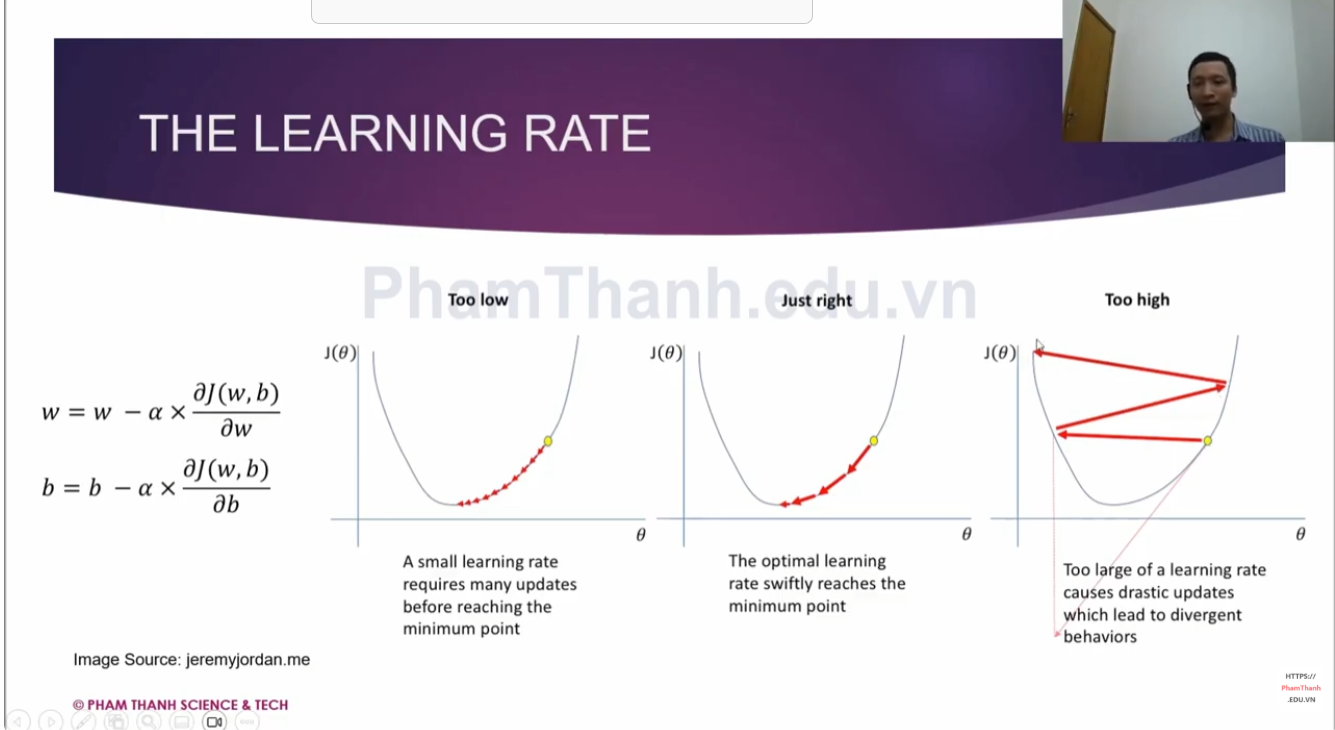 THE LEARNING RATE
PhamThanh.edu.vn
Too low
Just right
Too high
J(θ)
J(θ)
J(θ)
w = w − α × ∂J(w, b) / ∂w
b = b − α × ∂J(w, b) / ∂b
θ
θ
θ
A small learning rate
requires many updates
before reaching the
minimum point
The optimal learning
rate swiftly reaches the
minimum point
Too large of a learning rate
causes drastic updates
which lead to divergent
behaviors
Image Source: jeremyjordan.me
© PHAM THANH SCIENCE & TECH
HTTPS://
PhamThanh
.EDU.VN